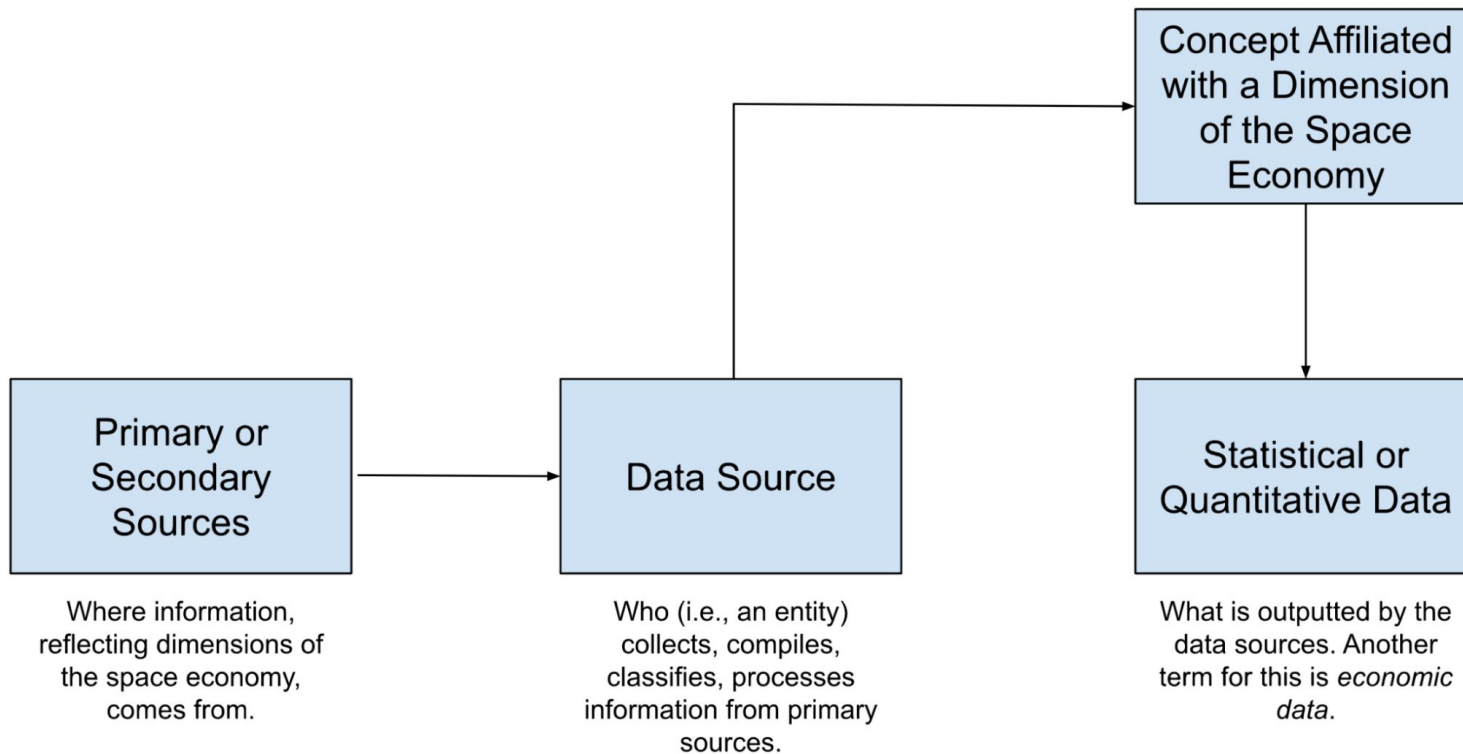 Concept Affiliated
with a Dimension
of the Space
Economy
Primary or
Secondary
Sources
Data Source
Statistical or
Quantitative Data
Where information,
reflecting dimensions of
the space economy,
comes from.
Who (i.e., an entity)
collects, compiles,
classifies, processes
information from primary
sources.
What is outputted by the
data sources. Another
term for this is economic
data.